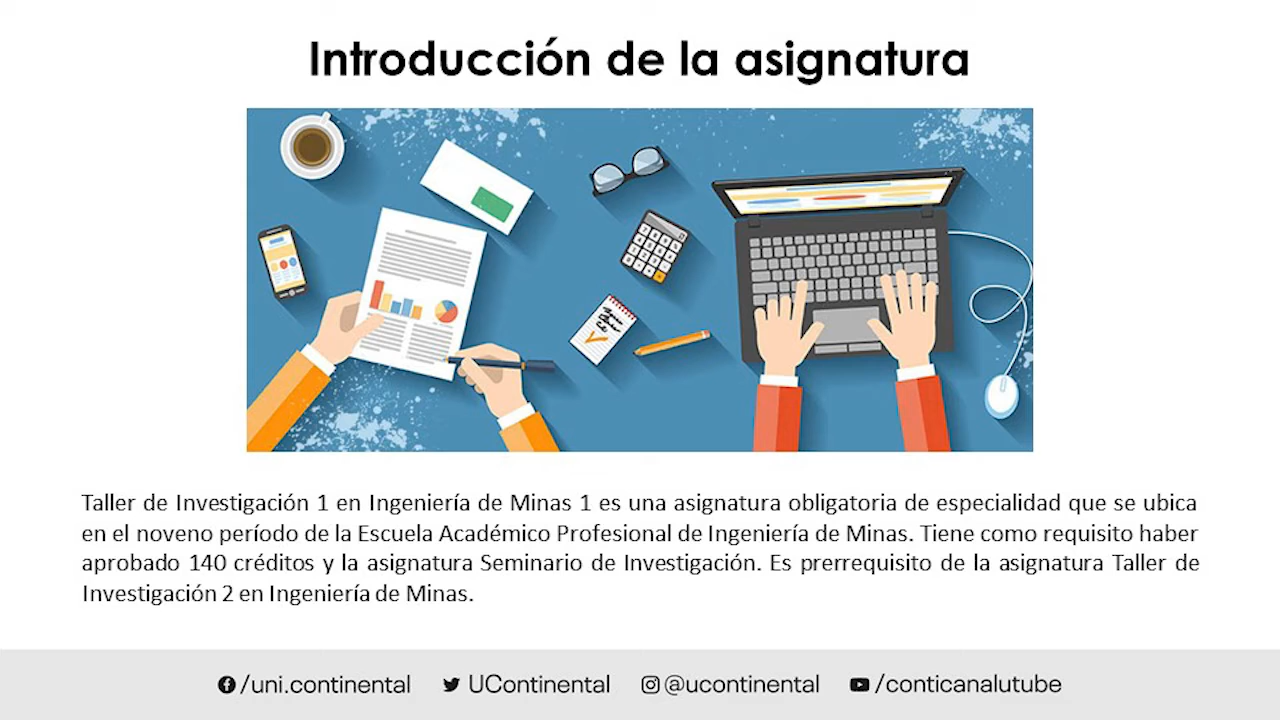 Introducción de la asignatura
Taller de Investigación 1 en Ingeniería de Minas 1 es una asignatura obligatoria de especialidad que se ubica
en el noveno período de la Escuela Académico Profesional de Ingeniería de Minas. Tiene como requisito haber
aprobado 140 créditos y la asignatura Seminario de Investigación. Es prerrequisito de la asignatura Taller de
Investigación 2 en Ingeniería de Minas.
/uni.continental UContinental @ucontinental /conticanalutube